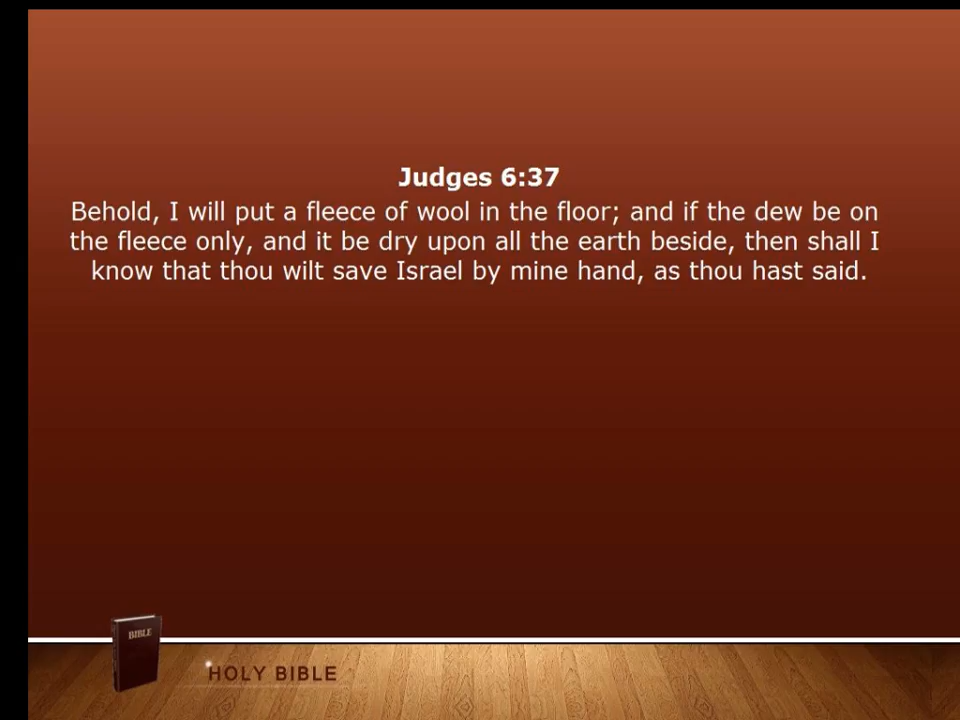 Judges 6:37
Behold, I will put a fleece of wool in the floor; and if the dew be on
the fleece only, and it be dry upon all the earth beside, then shall I
know that thou wilt save Israel by mine hand, as thou hast said.
BIBLE
HOLY BIBLE